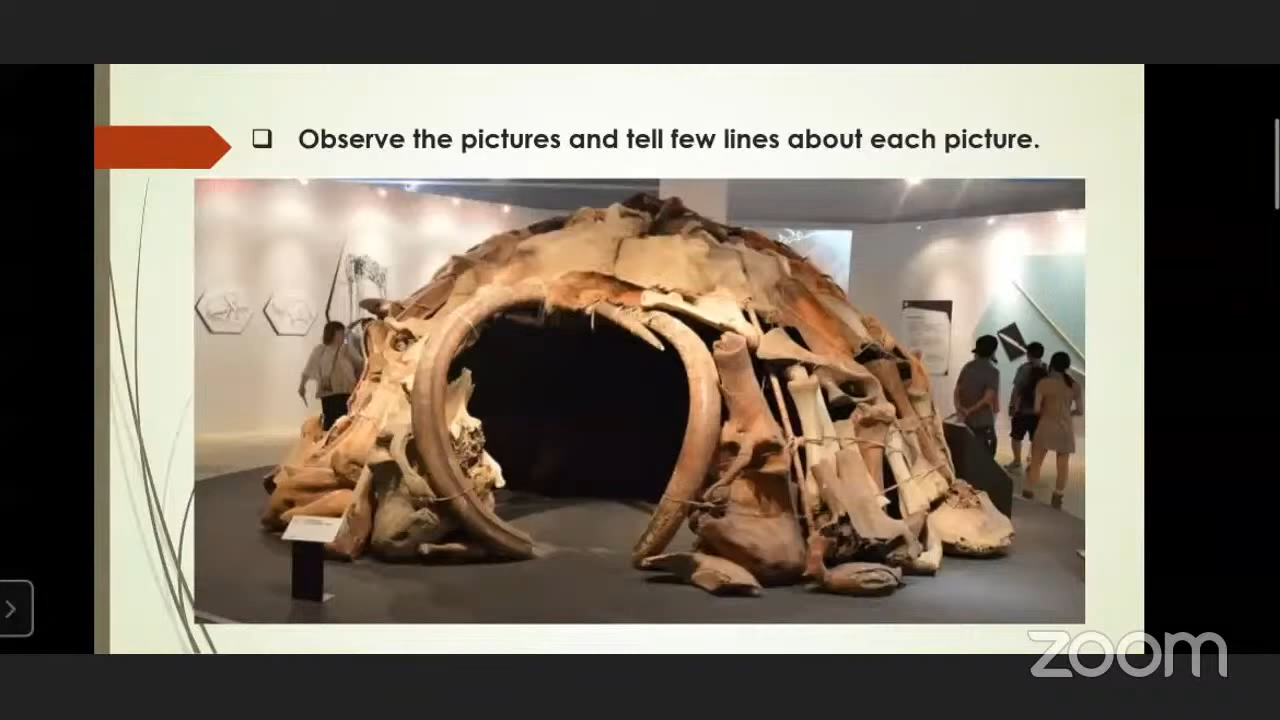 ❑ Observe the pictures and tell few lines about each picture.
zoom